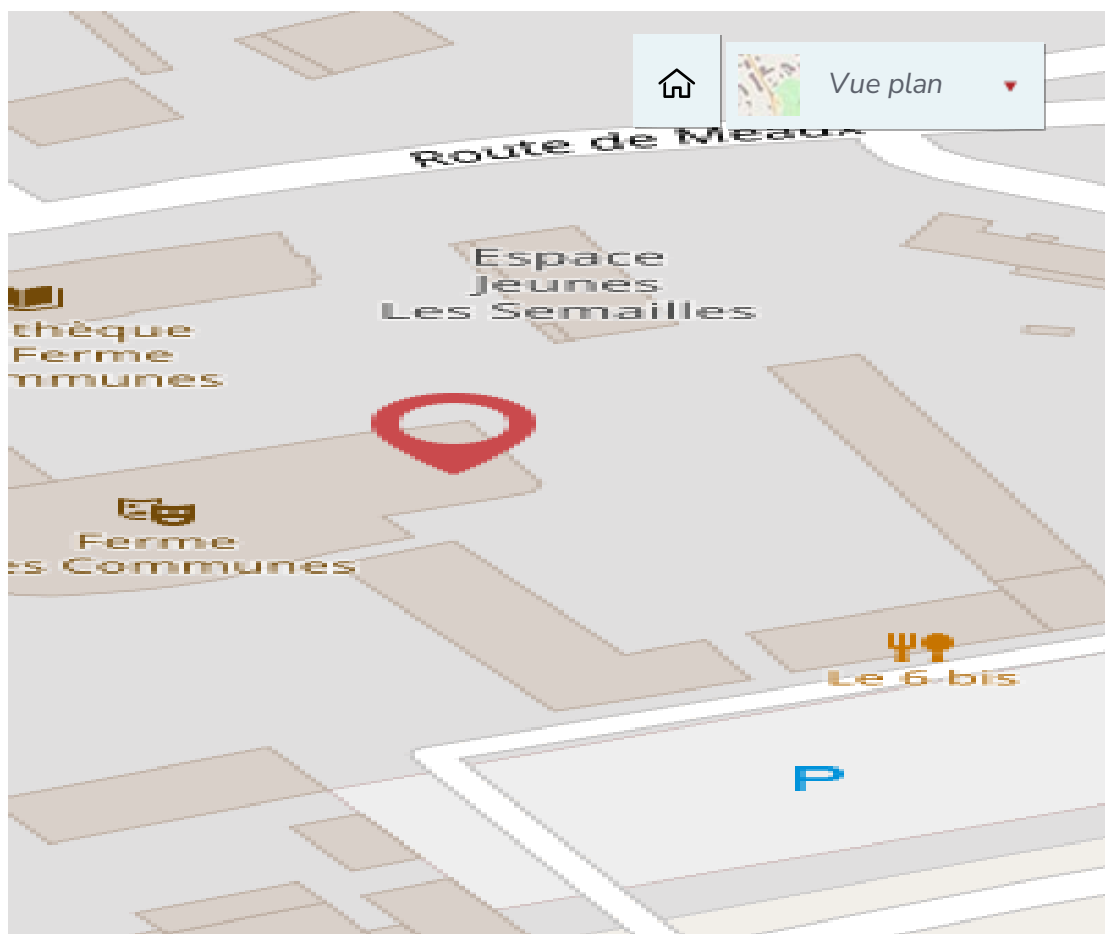 Vue plan
Route de Meaux
Espace
Jeunes
Les Semailles
thèque
Ferme
mmunes
Ferme
es Communes
Le 6 bis
P